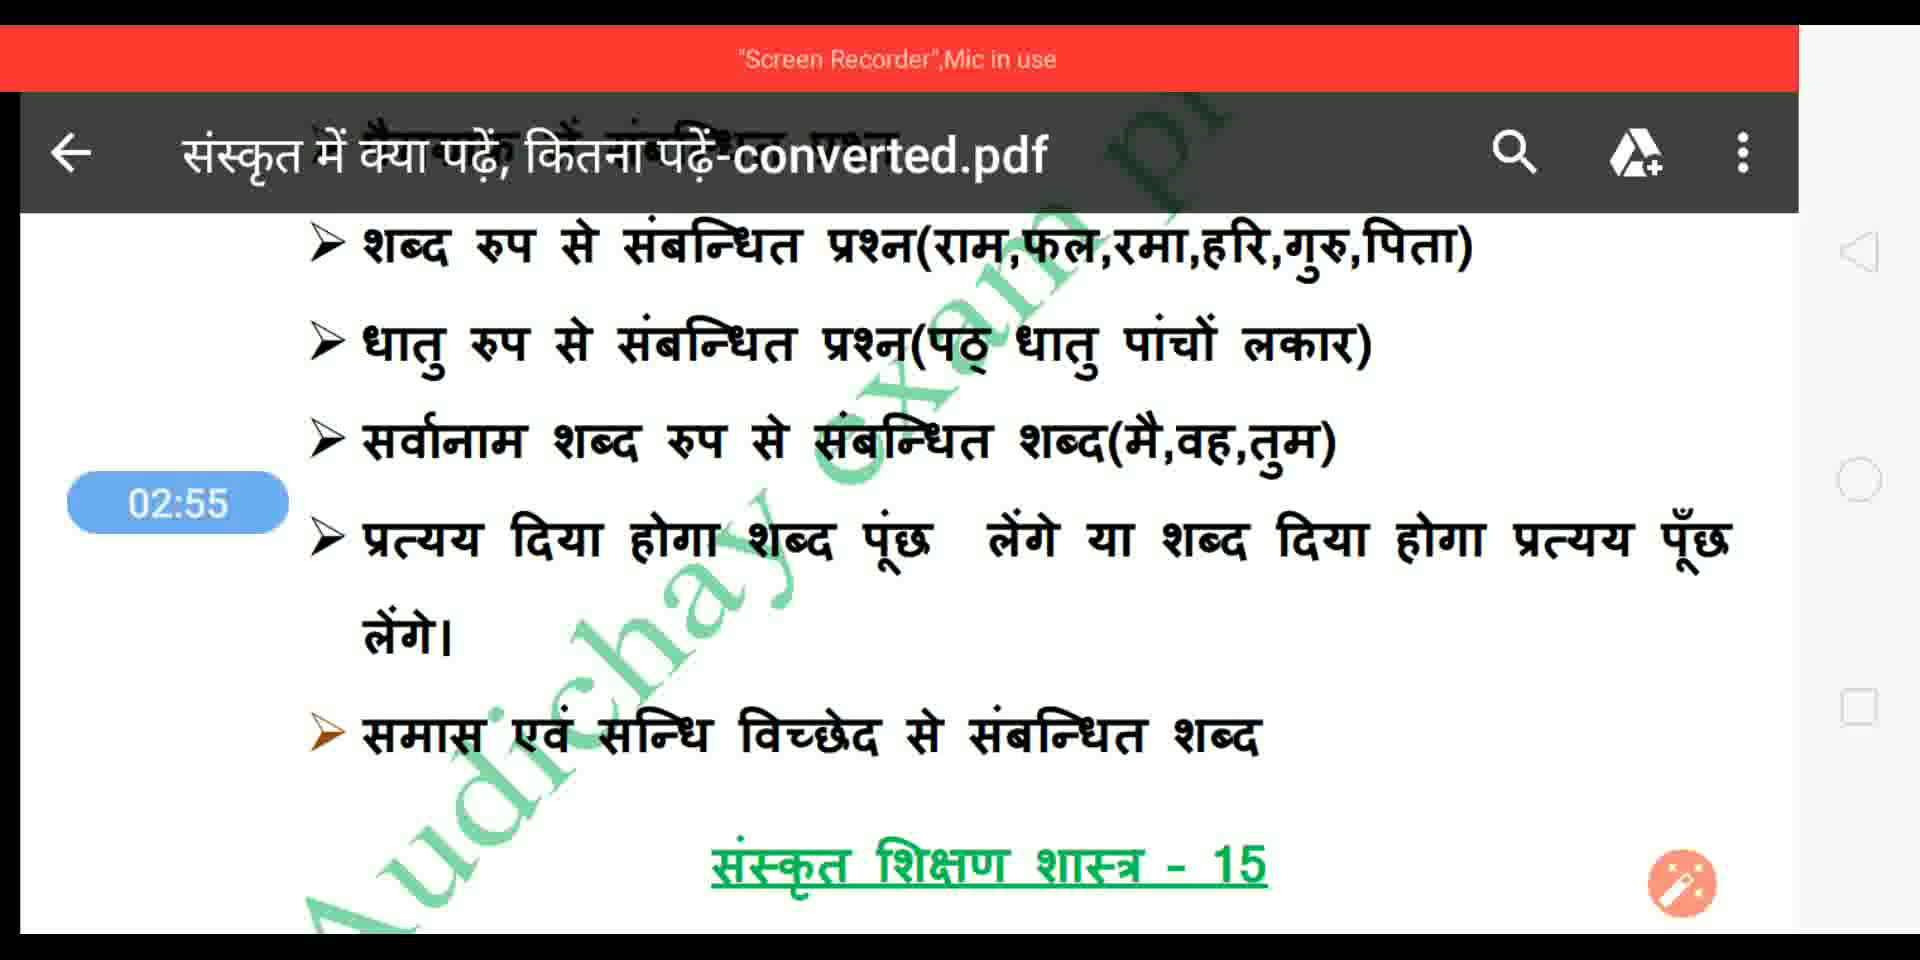 "Screen Recorder",Mic in use
संस्कृत में क्या पढ़ें, कितना पढ़ें-converted.pdf
शब्द रुप से संबन्धित प्रश्न(राम,फल,रमा,हरि,गुरु,पिता)
धातु रुप से संबन्धित प्रश्न(पठ् धातु पांचों लकार)
सर्वानाम शब्द रुप से संबन्धित शब्द(मै,वह,तुम)
02:55
प्रत्यय दिया होगा शब्द पूंछ लेंगे या शब्द दिया होगा प्रत्यय पूँछ
लेंगे।
समास एवं सन्धि विच्छेद से संबन्धित शब्द
संस्कृत शिक्षण शास्त्र - 15
Audichay exam